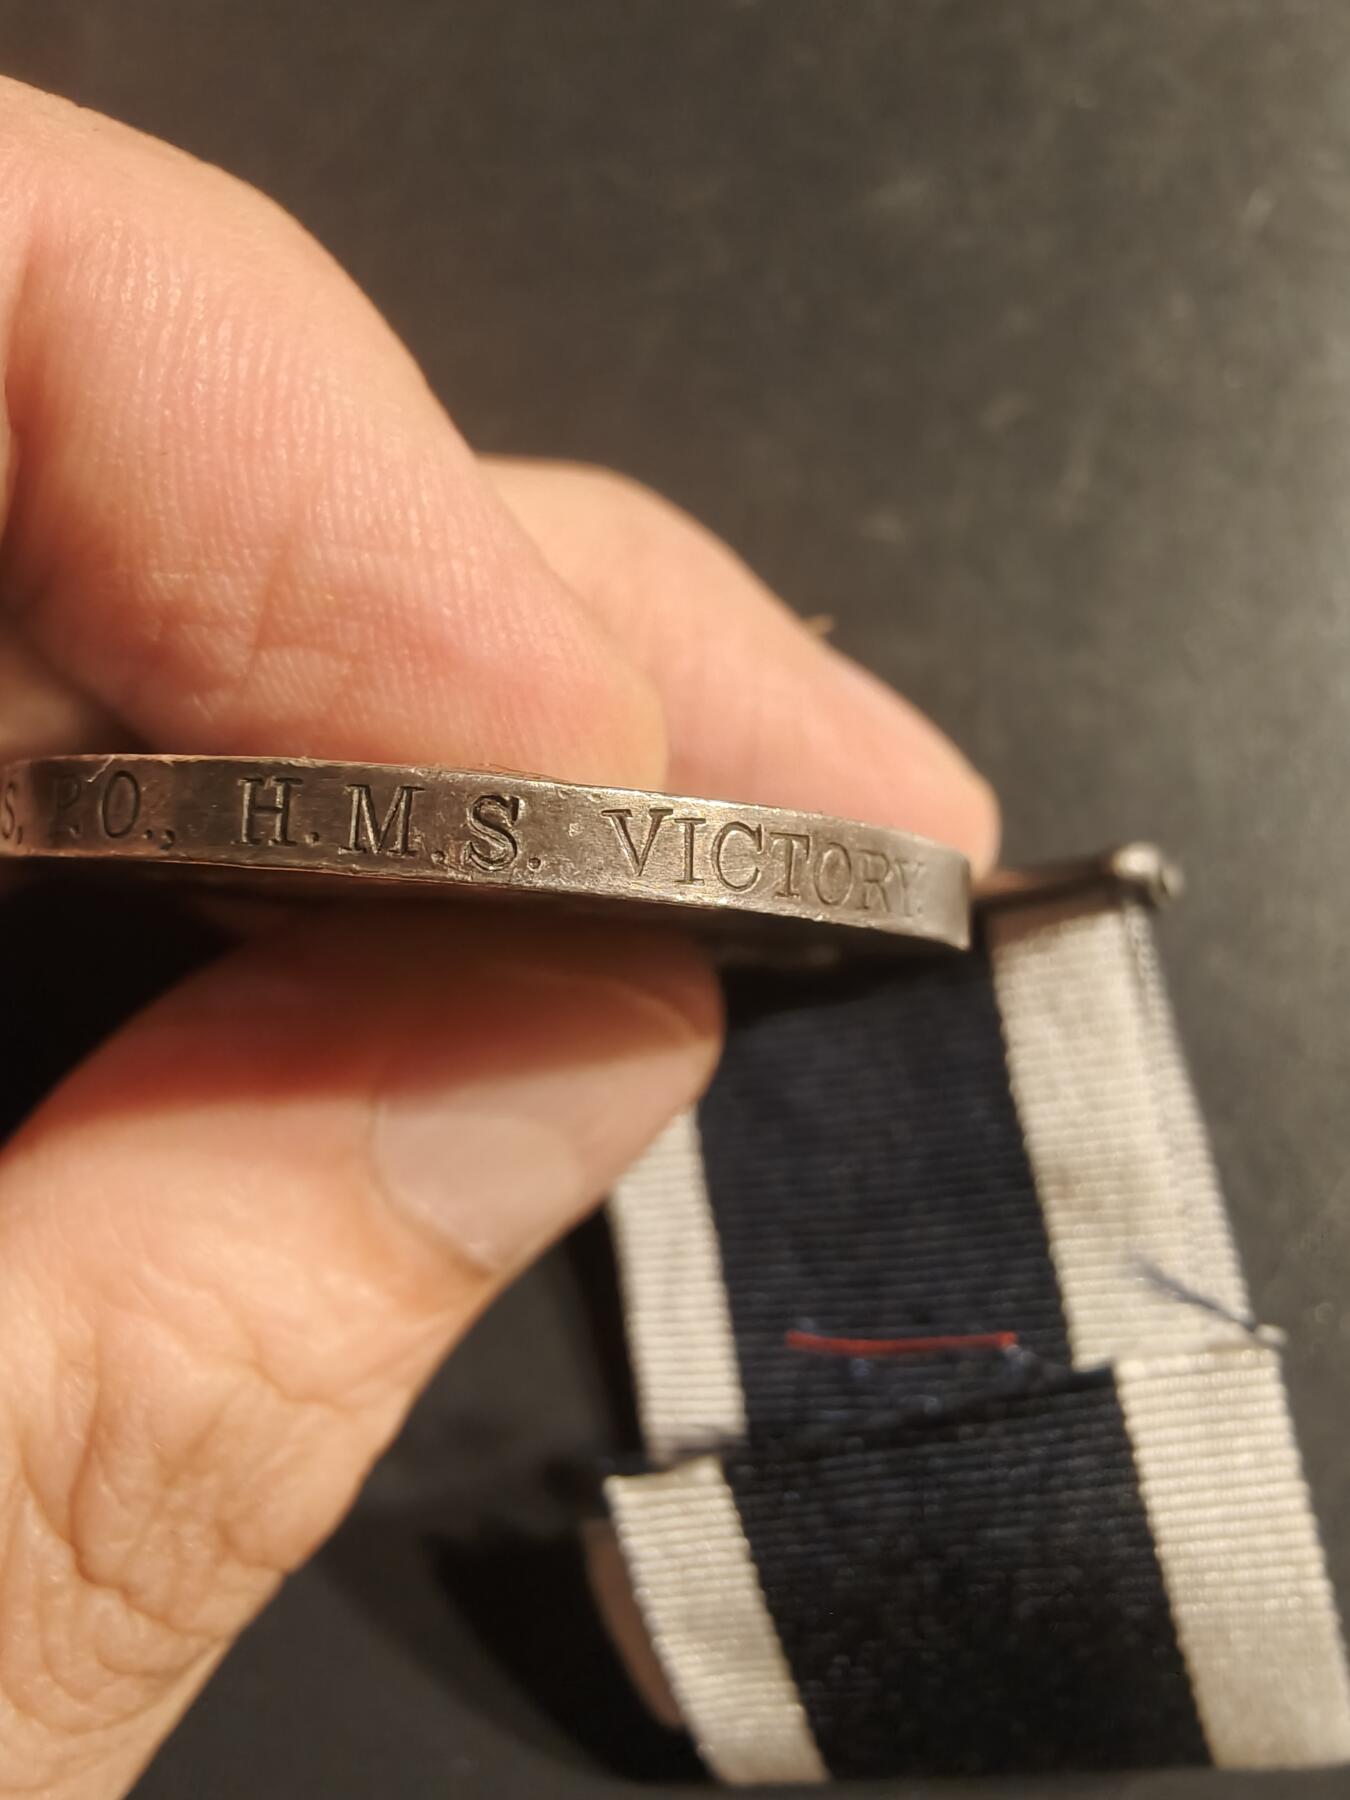 S, P.O., H.M.S. VICTORY.